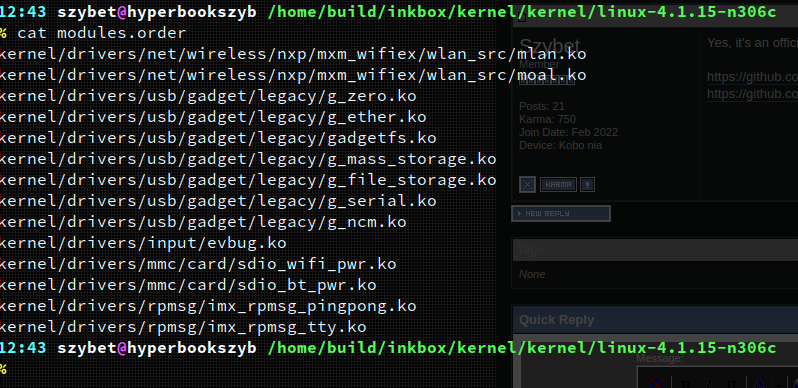 12:43 szybet@hyperbookszyb /home/build/inkbox/kernel/kernel/linux-4.1.15-n306c
% cat modules.order
kernel/drivers/net/wireless/nxp/mxm_wifiex/wlan_src/mlan.ko
kernel/drivers/net/wireless/nxp/mxm_wifiex/wlan_src/moal.ko
kernel/drivers/usb/gadget/legacy/g_zero.ko
kernel/drivers/usb/gadget/legacy/g_ether.ko
kernel/drivers/usb/gadget/legacy/gadgetfs.ko
kernel/drivers/usb/gadget/legacy/g_mass_storage.ko
kernel/drivers/usb/gadget/legacy/g_file_storage.ko
kernel/drivers/usb/gadget/legacy/g_serial.ko
kernel/drivers/usb/gadget/legacy/g_ncm.ko
kernel/drivers/input/evbug.ko
kernel/drivers/mmc/card/sdio_wifi_pwr.ko
kernel/drivers/mmc/card/sdio_bt_pwr.ko
kernel/drivers/rpmsg/imx_rpmsg_pingpong.ko
kernel/drivers/rpmsg/imx_rpmsg_tty.ko
12:43 szybet@hyperbookszyb /home/build/inkbox/kernel/kernel/linux-4.1.15-n306c
%
Szybet
Member
Posts: 21
Karma: 750
Join Date: Feb 2022
Device: Kobo nia
KARMA
Yes, it's an offici
https://github.co
https://github.co
NEW REPLY
Tags
None
Quick Reply
Message: